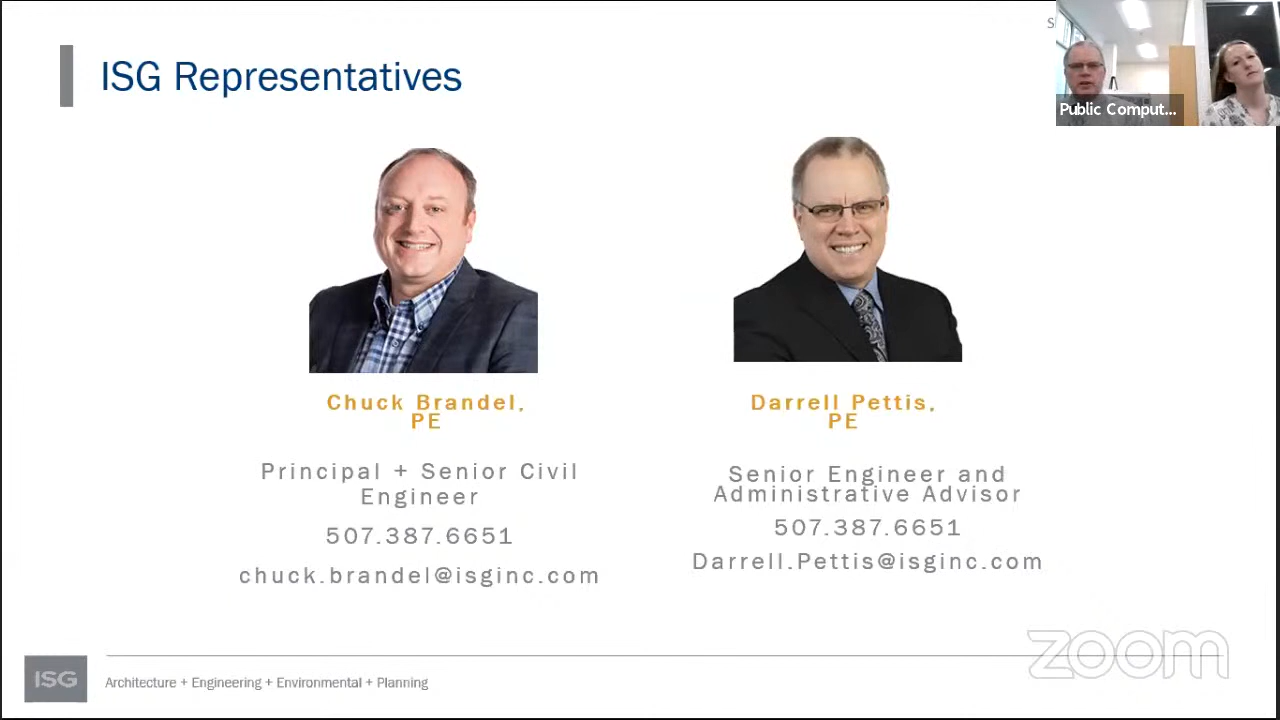 ISG Representatives
Public Comput...
Chuck Brandel,
PE
Principal + Senior Civil
Engineer
507.387.6651
chuck.brandel@isginc.com
Darrell Pettis,
PE
Senior Engineer and
Administrative Advisor
507.387.6651
Darrell.Pettis@isginc.com
zoom
ISG
Architecture + Engineering + Environmental + Planning